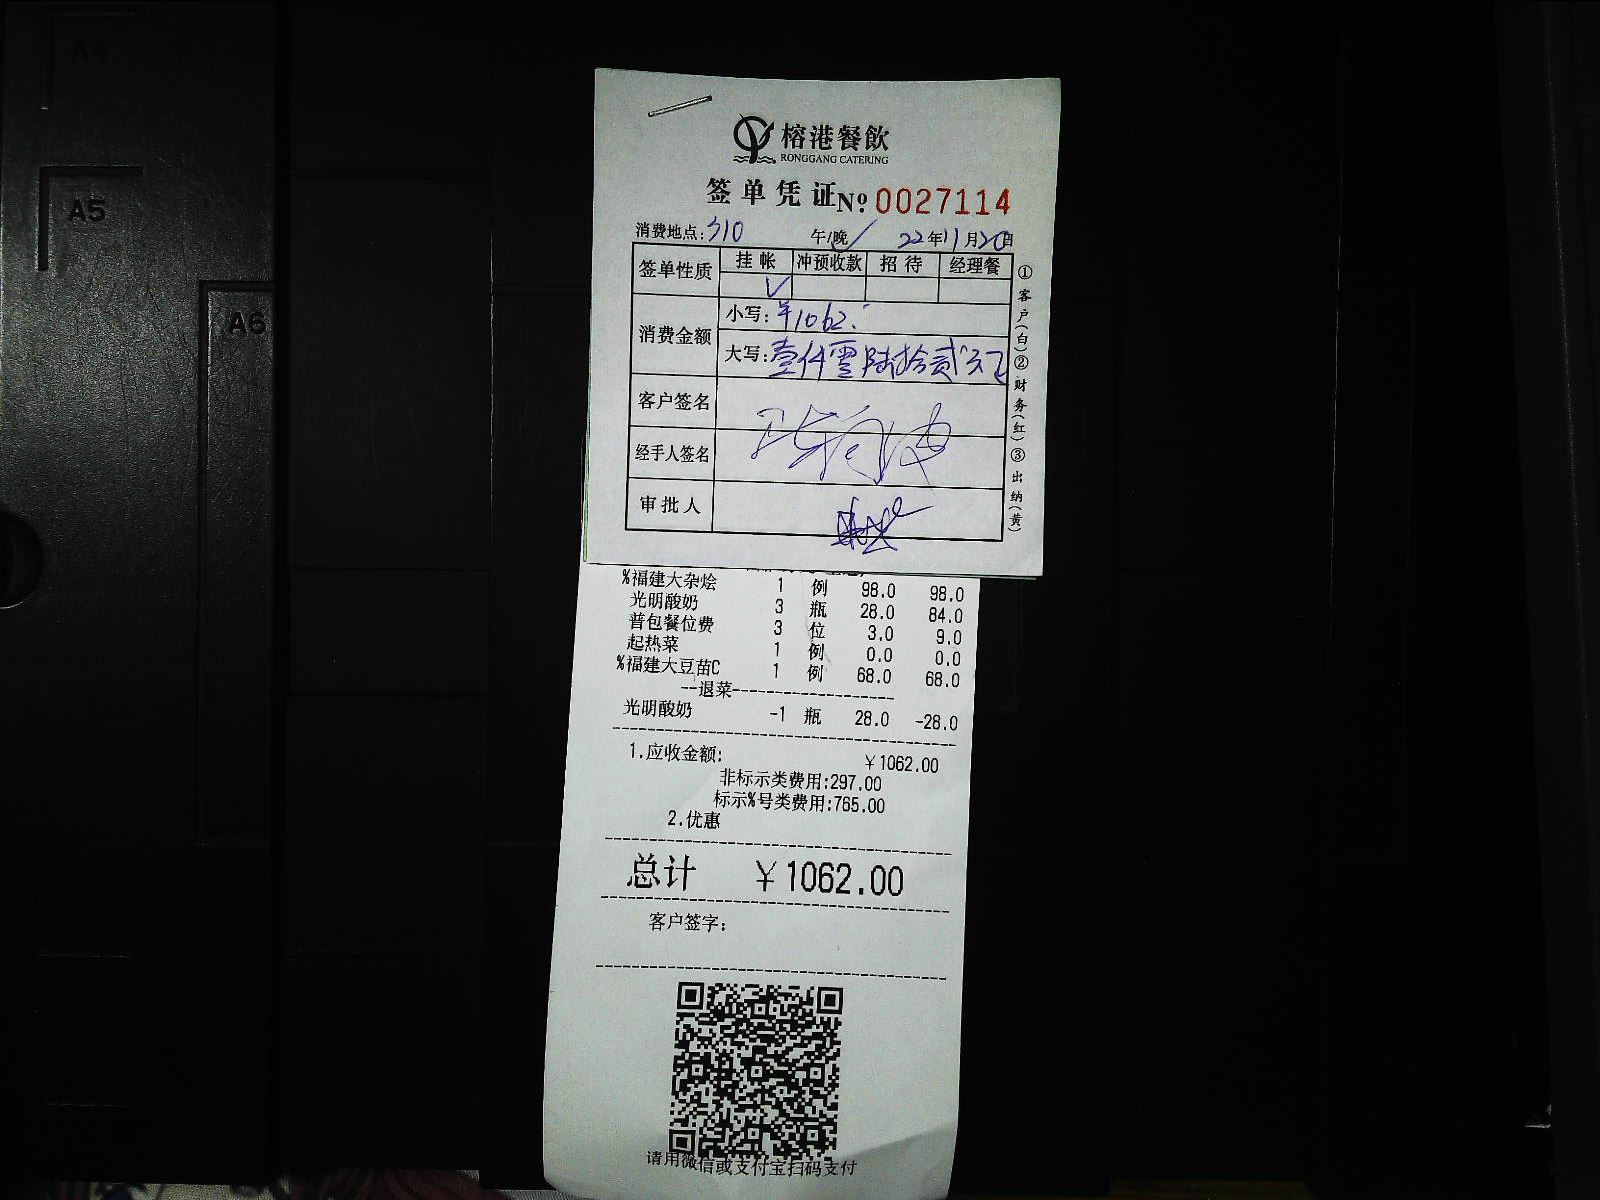 A4
A5
A6
榕港餐飲
RONGGANG CATERING
签单凭证 № 0027114
消费地点: 310 午/晚 22年11月20日
签单性质 挂帐 冲预收款 招待 经理餐
消费金额 小写: ¥1062.
大写: 壹仟零陆拾贰元
客户签名
经手人签名
审批人
①客户(白)②财务(红)③出纳(黄)
%福建大杂烩 1 例 98.0 98.0
光明酸奶 3 瓶 28.0 84.0
普包餐位费 3 位 3.0 9.0
起热菜 1 例 0.0 0.0
%福建大豆苗C 1 例 68.0 68.0
--退菜--------------------
光明酸奶 -1 瓶 28.0 -28.0
1.应收金额: ￥1062.00
非标示类费用:297.00
标示%号类费用:765.00
2.优惠
总计 ￥1062.00
客户签字:
请用微信或支付宝扫码支付